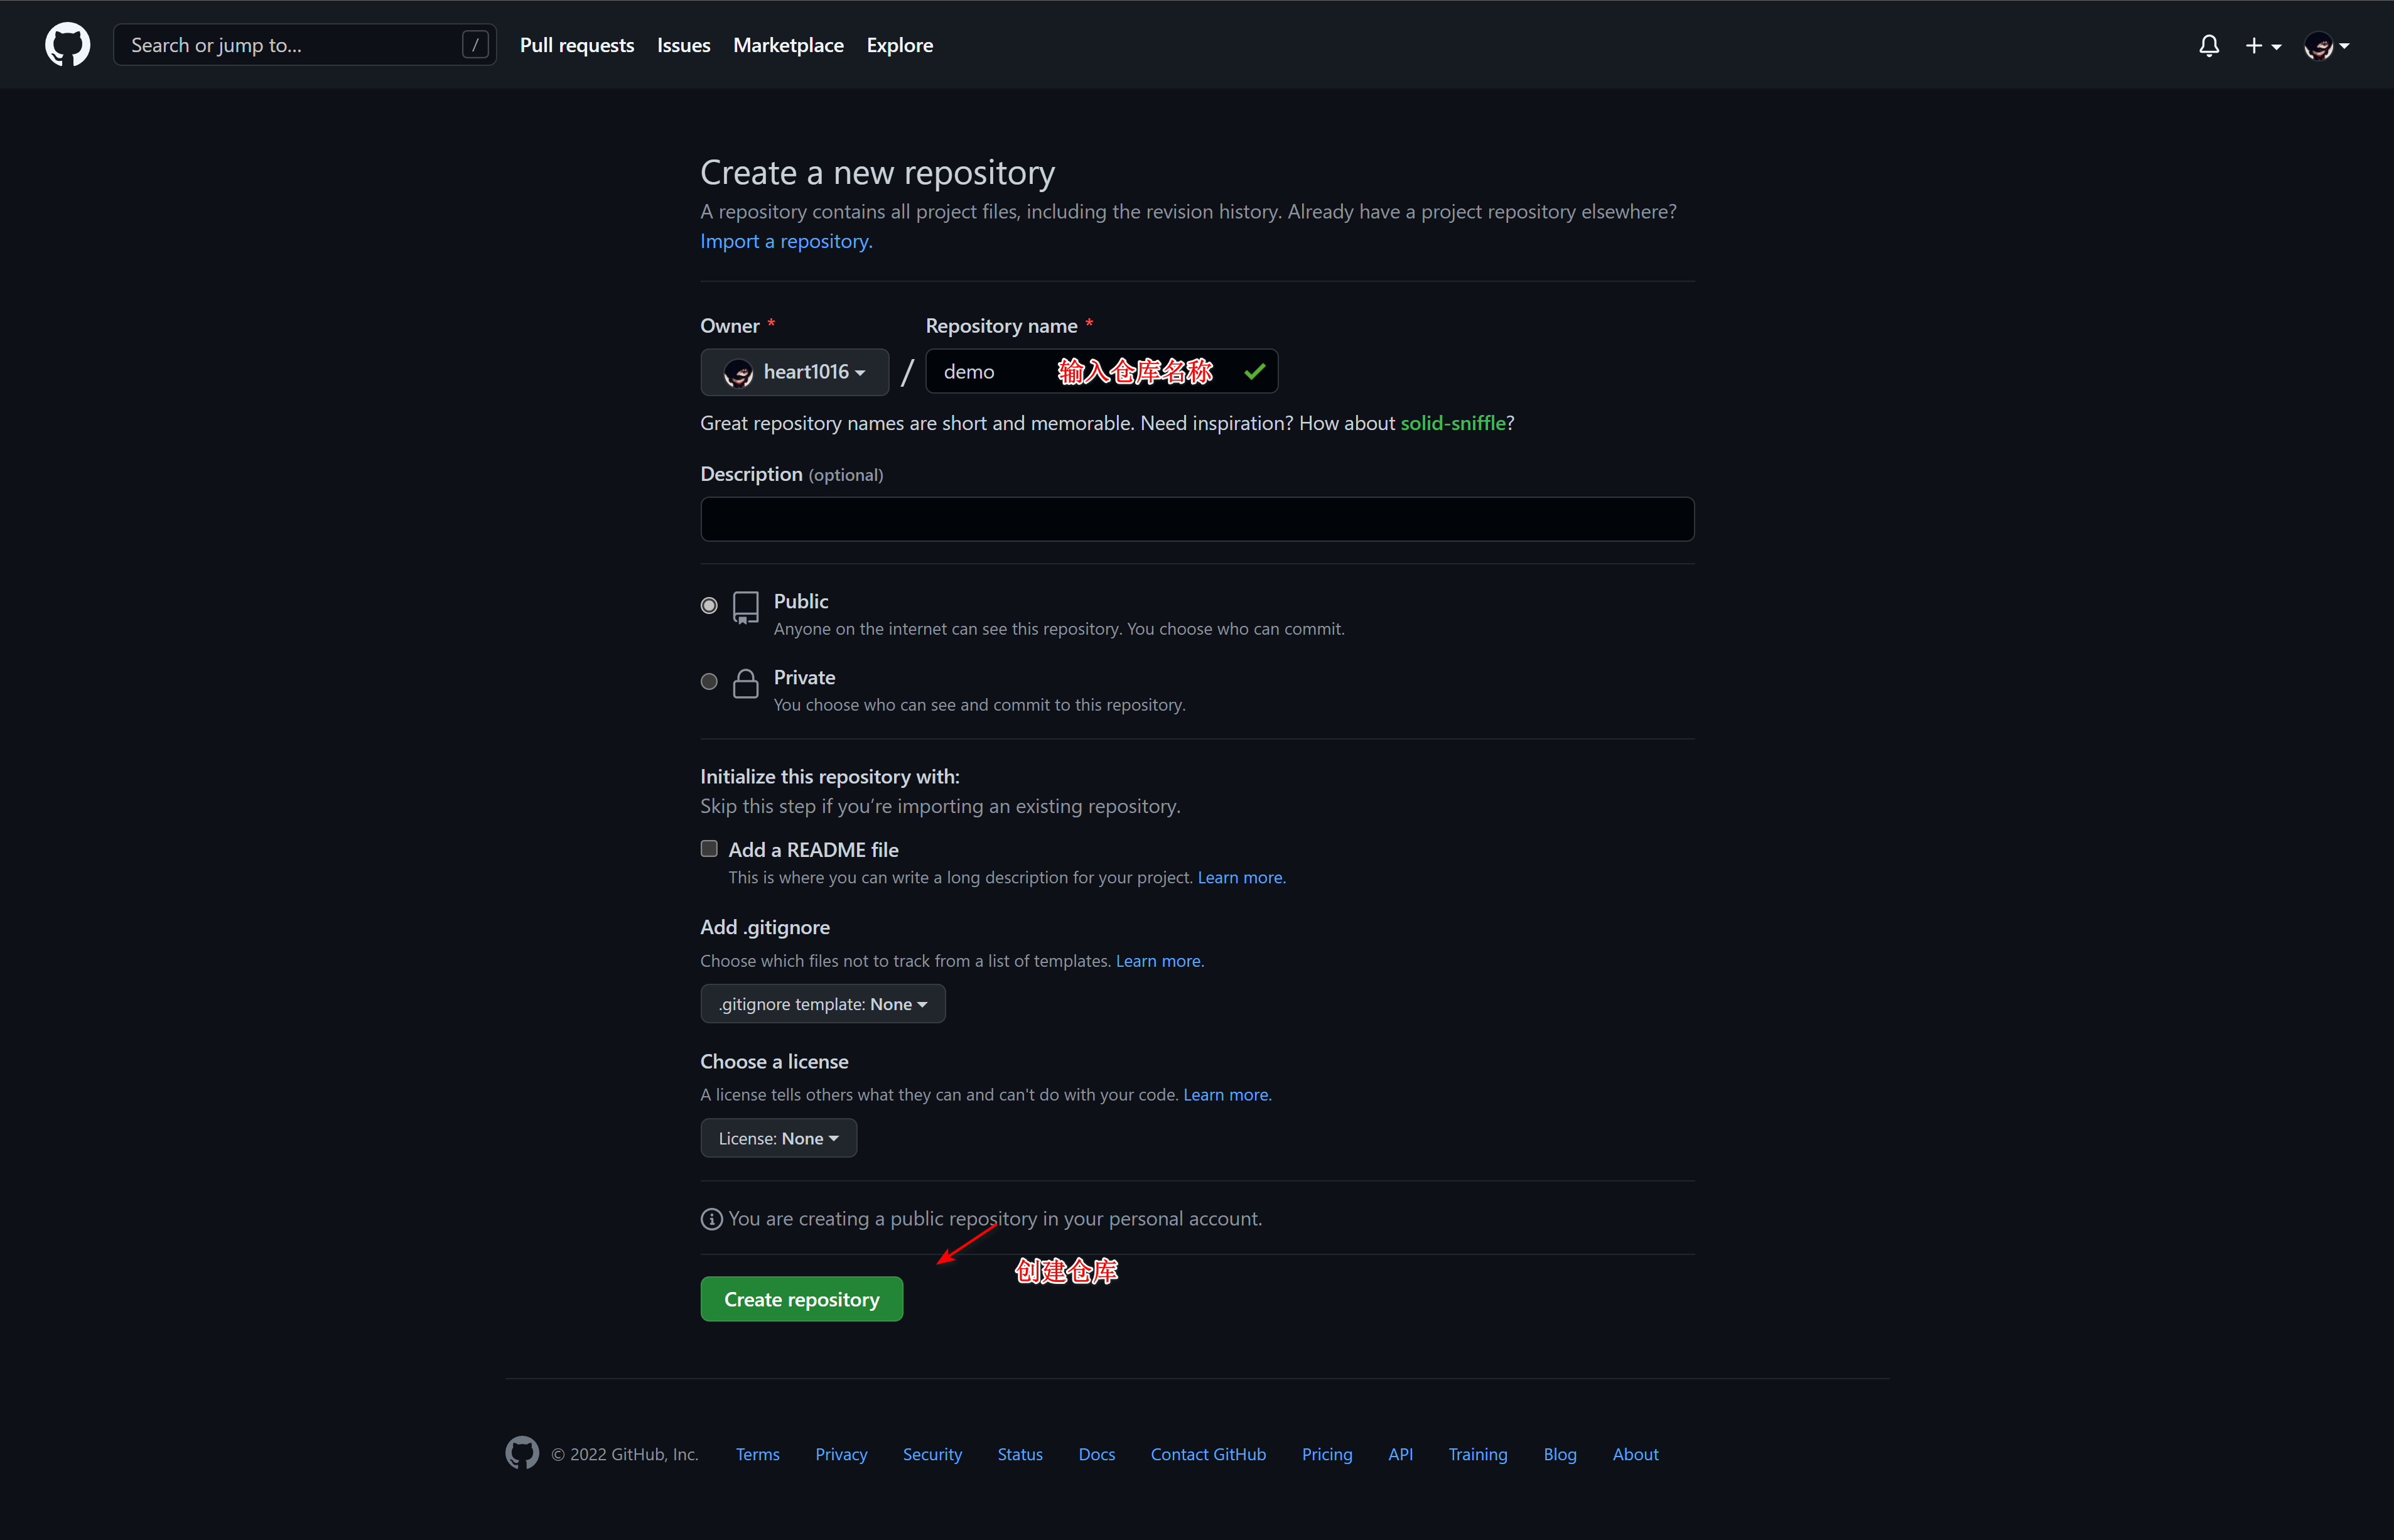 Search or jump to... /
Pull requests Issues Marketplace Explore
Create a new repository
A repository contains all project files, including the revision history. Already have a project repository elsewhere?
Import a repository.
Owner * Repository name *
heart1016 / demo 输入仓库名称
Great repository names are short and memorable. Need inspiration? How about solid-sniffle?
Description (optional)
Public
Anyone on the internet can see this repository. You choose who can commit.
Private
You choose who can see and commit to this repository.
Initialize this repository with:
Skip this step if you’re importing an existing repository.
Add a README file
This is where you can write a long description for your project. Learn more.
Add .gitignore
Choose which files not to track from a list of templates. Learn more.
.gitignore template: None
Choose a license
A license tells others what they can and can't do with your code. Learn more.
License: None
You are creating a public repository in your personal account.
创建仓库
Create repository
© 2022 GitHub, Inc. Terms Privacy Security Status Docs Contact GitHub Pricing API Training Blog About